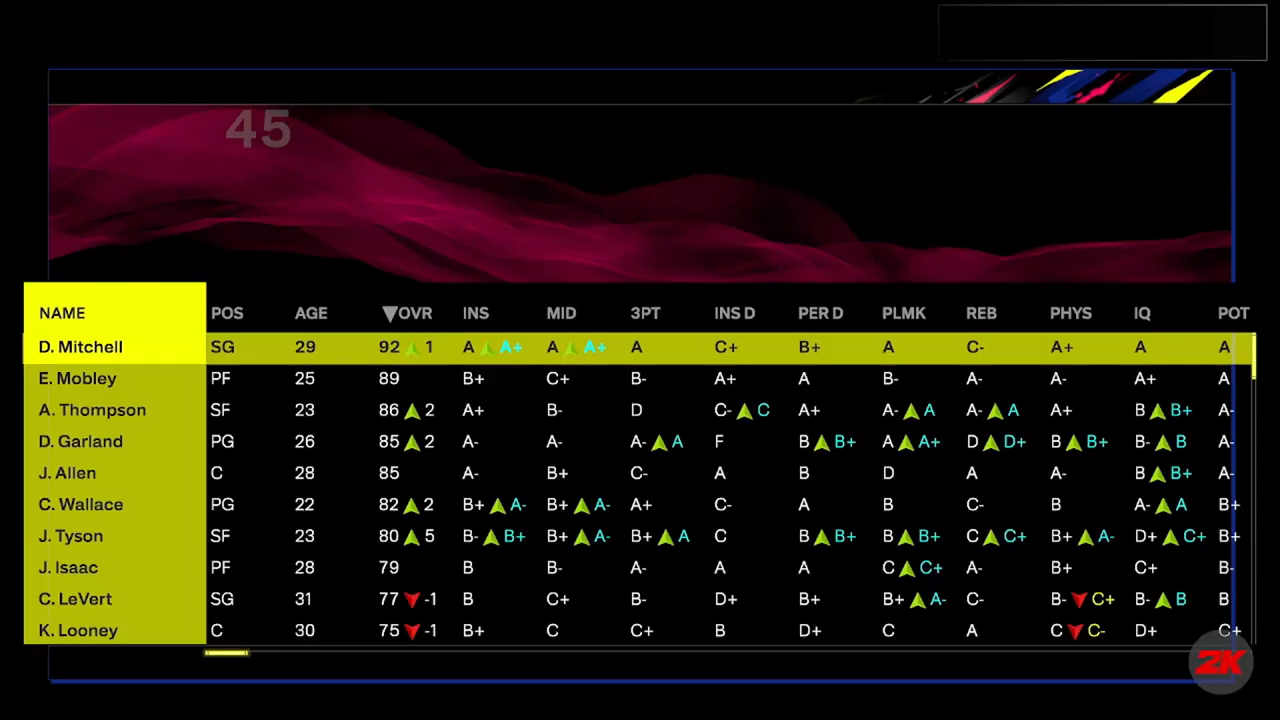 45
NAME POS AGE ▼OVR INS MID 3PT INS D PER D PLMK REB PHYS IQ POT
D. Mitchell SG 29 92 ▲ 1 A ▲ A+ A ▲ A+ A C+ B+ A C- A+ A A
E. Mobley PF 25 89 B+ C+ B- A+ A B- A- A- A+ A
A. Thompson SF 23 86 ▲ 2 A+ B- D C- ▲ C A+ A- ▲ A A- ▲ A A+ B ▲ B+ A-
D. Garland PG 26 85 ▲ 2 A- A- A- ▲ A F B ▲ B+ A ▲ A+ D ▲ D+ B ▲ B+ B- ▲ B A-
J. Allen C 28 85 A- B+ C- A B D A A- B ▲ B+ A-
C. Wallace PG 22 82 ▲ 2 B+ ▲ A- B+ ▲ A- A+ C- A B C- B A- ▲ A B+
J. Tyson SF 23 80 ▲ 5 B- ▲ B+ B+ ▲ A- B+ ▲ A C B ▲ B+ B ▲ B+ C ▲ C+ B+ ▲ A- D+ ▲ C+ B+
J. Isaac PF 28 79 B B- A- A A C ▲ C+ A- B+ C+ B-
C. LeVert SG 31 77 ▼ -1 B C+ B- D+ B+ B+ ▲ A- C- B- ▼ C+ B- ▲ B B
K. Looney C 30 75 ▼ -1 B+ C C+ B D+ C A C ▼ C- D+ C+
2K